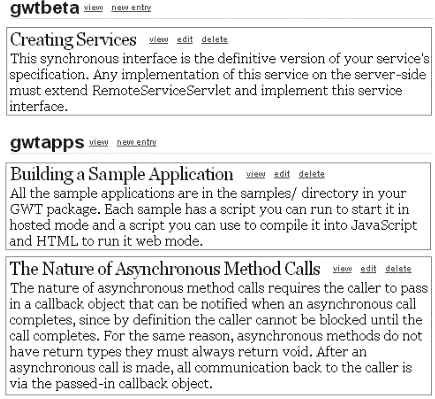 gwtbeta view new entry
Creating Services view edit delete
This synchronous interface is the definitive version of your service's
specification. Any implementation of this service on the server-side
must extend RemoteServiceServlet and implement this service
interface.
gwtapps view new entry
Building a Sample Application view edit delete
All the sample applications are in the samples/ directory in your
GWT package. Each sample has a script you can run to start it in
hosted mode and a script you can use to compile it into JavaScript
and HTML to run it web mode.
The Nature of Asynchronous Method Calls view edit delete
The nature of asynchronous method calls requires the caller to pass
in a callback object that can be notified when an asynchronous call
completes, since by definition the caller cannot be blocked until the
call completes. For the same reason, asynchronous methods do not
have return types they must always return void. After an
asynchronous call is made, all communication back to the caller is
via the passed-in callback object.